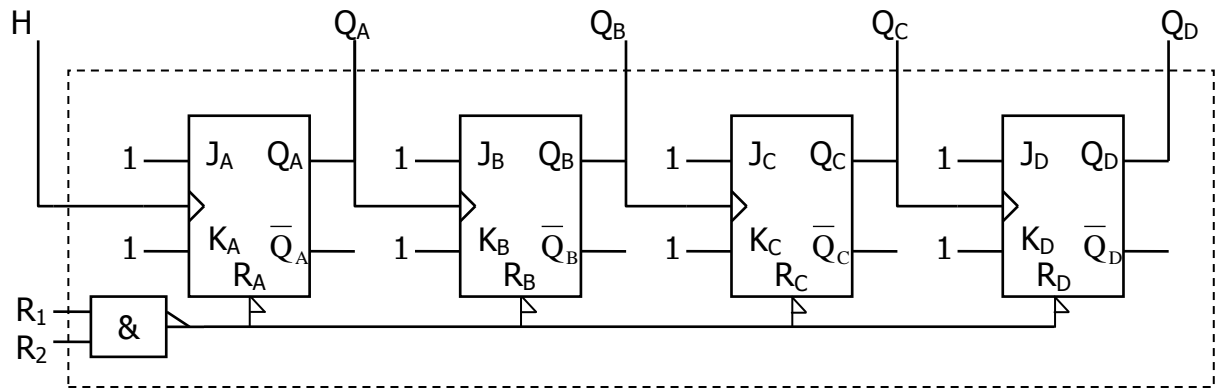 H Q_A Q_B Q_C Q_D
1 J_A Q_A 1 J_B Q_B 1 J_C Q_C 1 J_D Q_D
1 K_A Q̅_A 1 K_B Q̅_B 1 K_C Q̅_C 1 K_D Q̅_D
R_A R_B R_C R_D
R_1 &
R_2